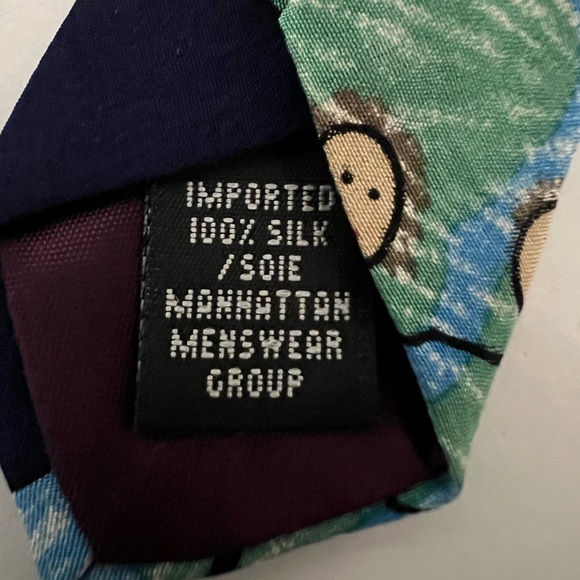 IMPORTED
100% SILK
/SOIE
MANHATTAN
MENSWEAR
GROUP